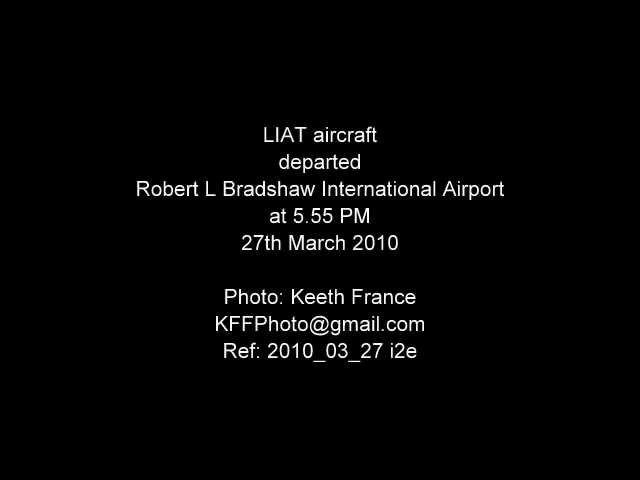 LIAT aircraft
departed
Robert L Bradshaw International Airport
at 5.55 PM
27th March 2010
Photo: Keeth France
KFFPhoto@gmail.com
Ref: 2010_03_27 i2e